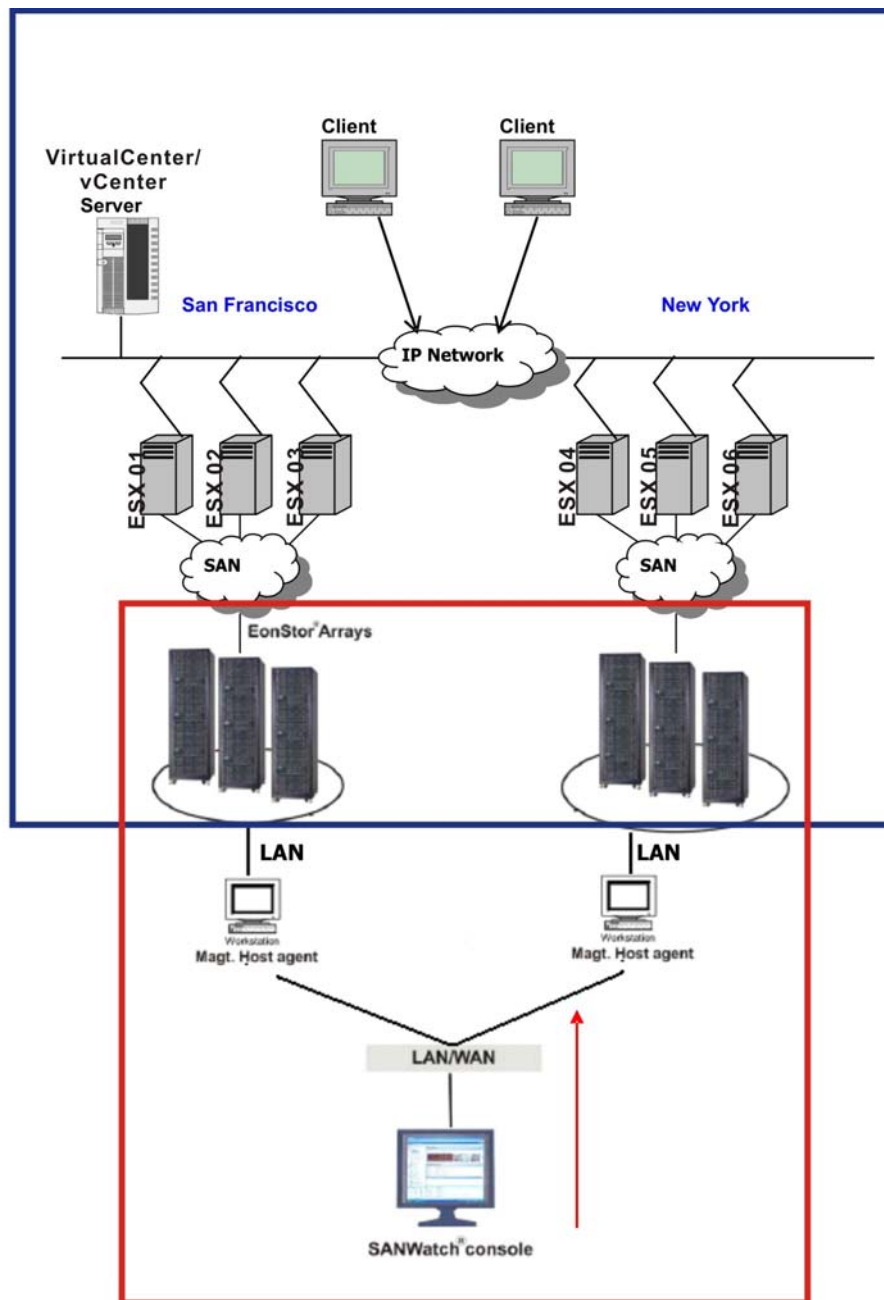 Client
Client
VirtualCenter/
vCenter
Server
San Francisco
New York
IP Network
ESX 01
ESX 02
ESX 03
ESX 04
ESX 05
ESX 06
SAN
SAN
EonStor® Arrays
LAN
LAN
Workstation
Magt. Host agent
Workstation
Magt. Host agent
LAN/WAN
SANWatch® console